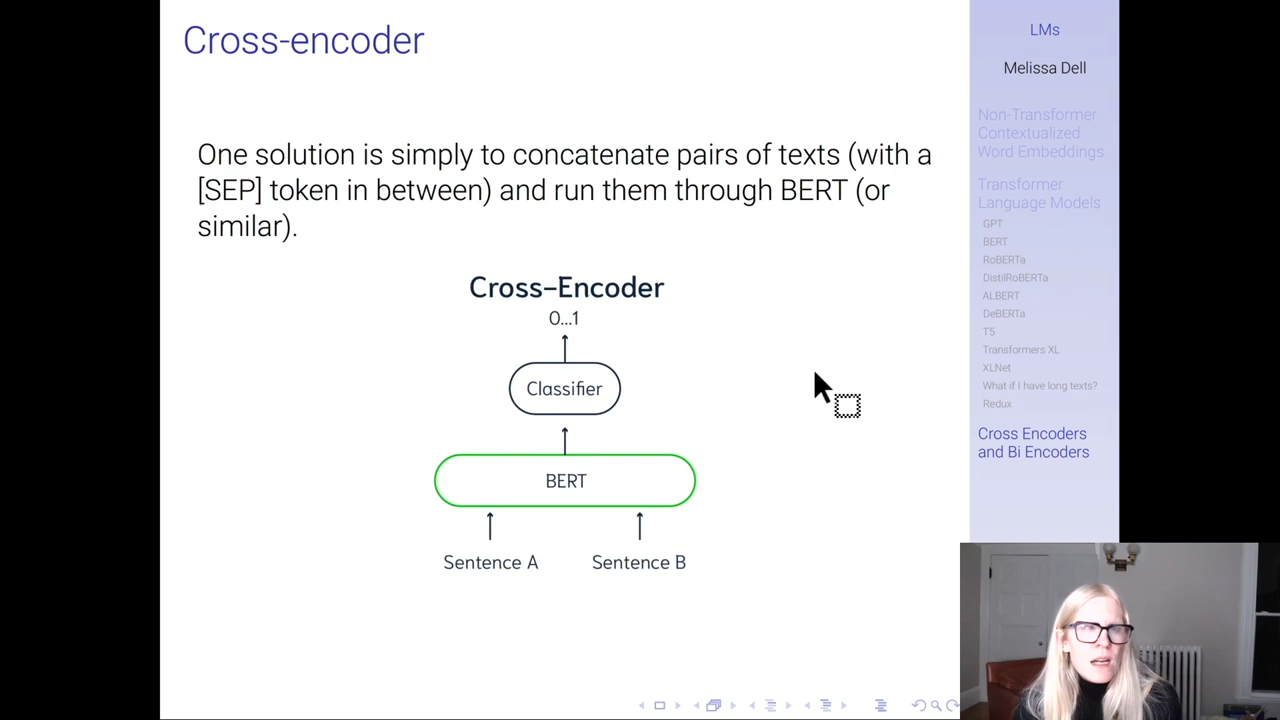 Cross-encoder
One solution is simply to concatenate pairs of texts (with a
[SEP] token in between) and run them through BERT (or
similar).
Cross-Encoder
0...1
Classifier
BERT
Sentence A
Sentence B
LMs
Melissa Dell
Non-Transformer
Contextualized
Word Embeddings
Transformer
Language Models
GPT
BERT
RoBERTa
DistilRoBERTa
ALBERT
DeBERTa
T5
Transformers XL
XLNet
What if I have long texts?
Redux
Cross Encoders
and Bi Encoders